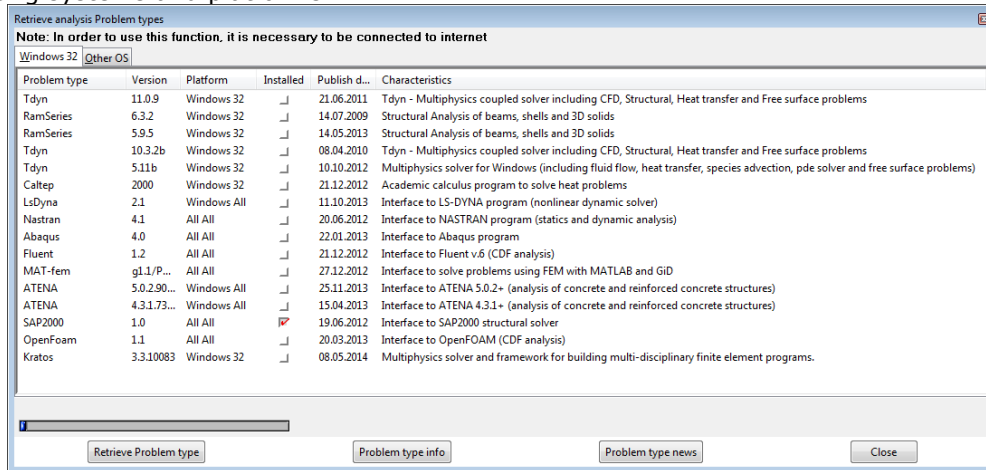 Retrieve analysis Problem types
Note: In order to use this function, it is necessary to be connected to internet
Windows 32 Other OS
Problem type Version Platform Installed Publish d... Characteristics
Tdyn 11.0.9 Windows 32 21.06.2011 Tdyn - Multiphysics coupled solver including CFD, Structural, Heat transfer and Free surface problems
RamSeries 6.3.2 Windows 32 14.07.2009 Structural Analysis of beams, shells and 3D solids
RamSeries 5.9.5 Windows 32 14.05.2013 Structural Analysis of beams, shells and 3D solids
Tdyn 10.3.2b Windows 32 08.04.2010 Tdyn - Multiphysics coupled solver including CFD, Structural, Heat transfer and Free surface problems
Tdyn 5.11b Windows 32 10.10.2012 Multiphysics solver for Windows (including fluid flow, heat transfer, species advection, pde solver and free surface problems)
Caltep 2000 Windows 32 21.12.2012 Academic calculus program to solve heat problems
LsDyna 2.1 Windows All 11.10.2013 Interface to LS-DYNA program (nonlinear dynamic solver)
Nastran 4.1 All All 20.06.2012 Interface to NASTRAN program (statics and dynamic analysis)
Abaqus 4.0 All All 22.01.2013 Interface to Abaqus program
Fluent 1.2 All All 21.12.2012 Interface to Fluent v.6 (CDF analysis)
MAT-fem g1.1/P... All All 27.12.2012 Interface to solve problems using FEM with MATLAB and GiD
ATENA 5.0.2.90... Windows All 25.11.2013 Interface to ATENA 5.0.2+ (analysis of concrete and reinforced concrete structures)
ATENA 4.3.1.73... Windows All 15.04.2013 Interface to ATENA 4.3.1+ (analysis of concrete and reinforced concrete structures)
SAP2000 1.0 All All 19.06.2012 Interface to SAP2000 structural solver
OpenFoam 1.1 All All 20.03.2013 Interface to OpenFOAM (CDF analysis)
Kratos 3.3.10083 Windows 32 08.05.2014 Multiphysics solver and framework for building multi-disciplinary finite element programs.
Retrieve Problem type Problem type info Problem type news Close